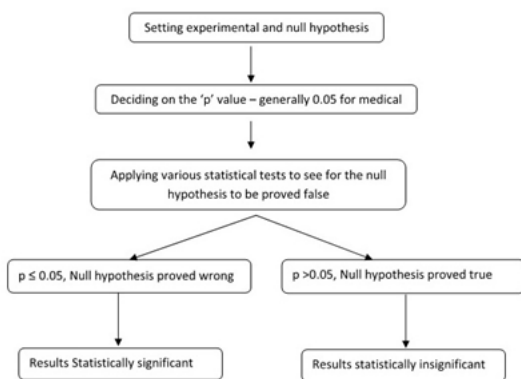 Setting experimental and null hypothesis
Deciding on the ‘p’ value – generally 0.05 for medical
Applying various statistical tests to see for the null
hypothesis to be proved false
p ≤ 0.05, Null hypothesis proved wrong
p >0.05, Null hypothesis proved true
Results Statistically significant
Results statistically insignificant